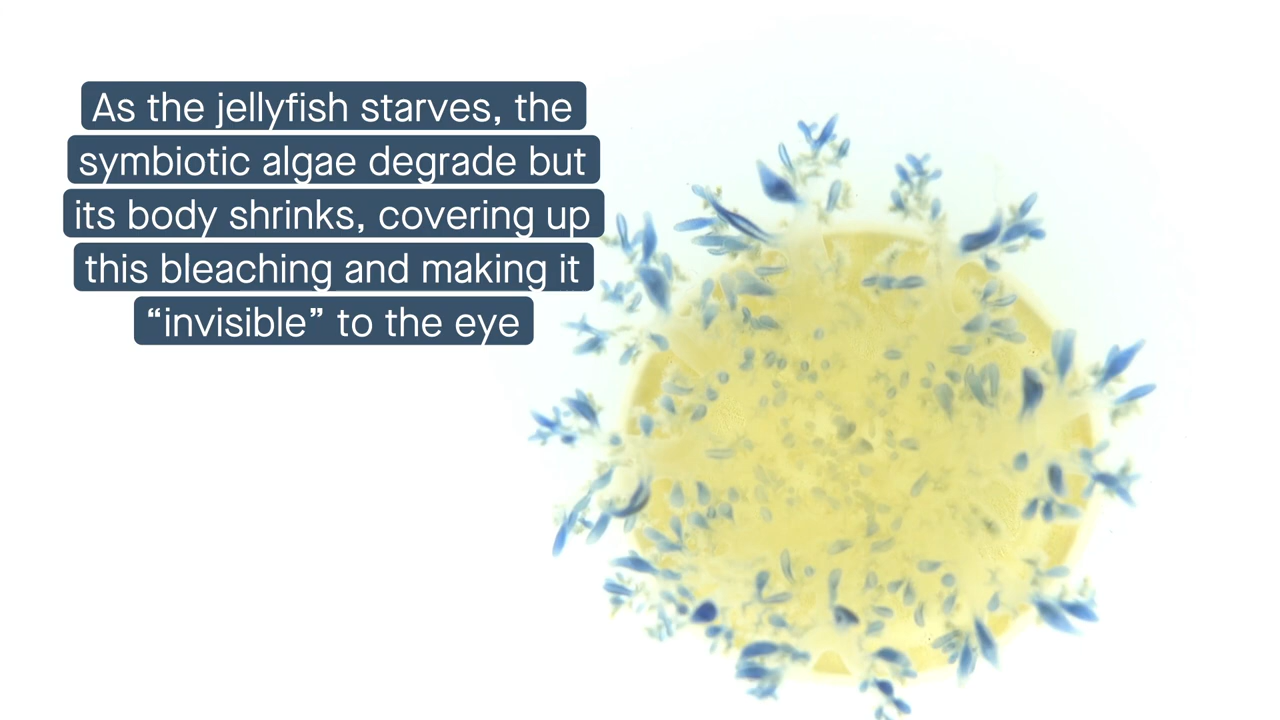 As the jellyfish starves, the
symbiotic algae degrade but
its body shrinks, covering up
this bleaching and making it
“invisible” to the eye